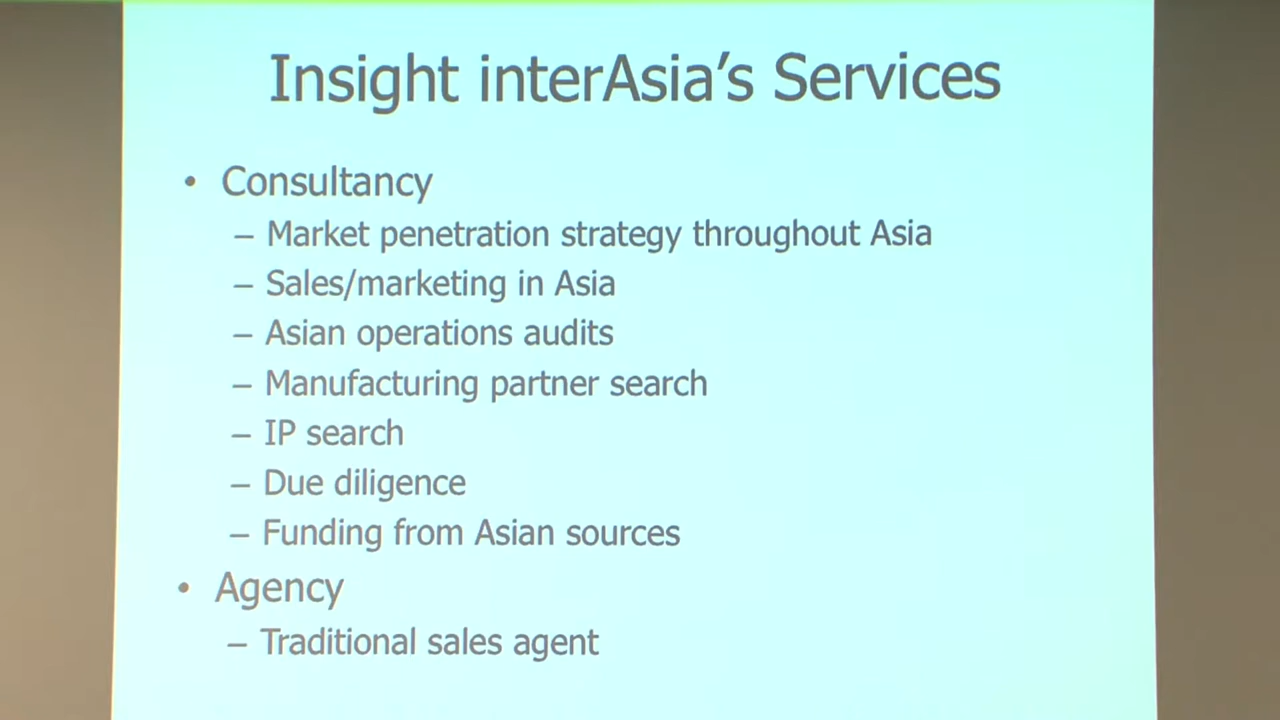 Insight interAsia’s Services
• Consultancy
– Market penetration strategy throughout Asia
– Sales/marketing in Asia
– Asian operations audits
– Manufacturing partner search
– IP search
– Due diligence
– Funding from Asian sources
• Agency
– Traditional sales agent